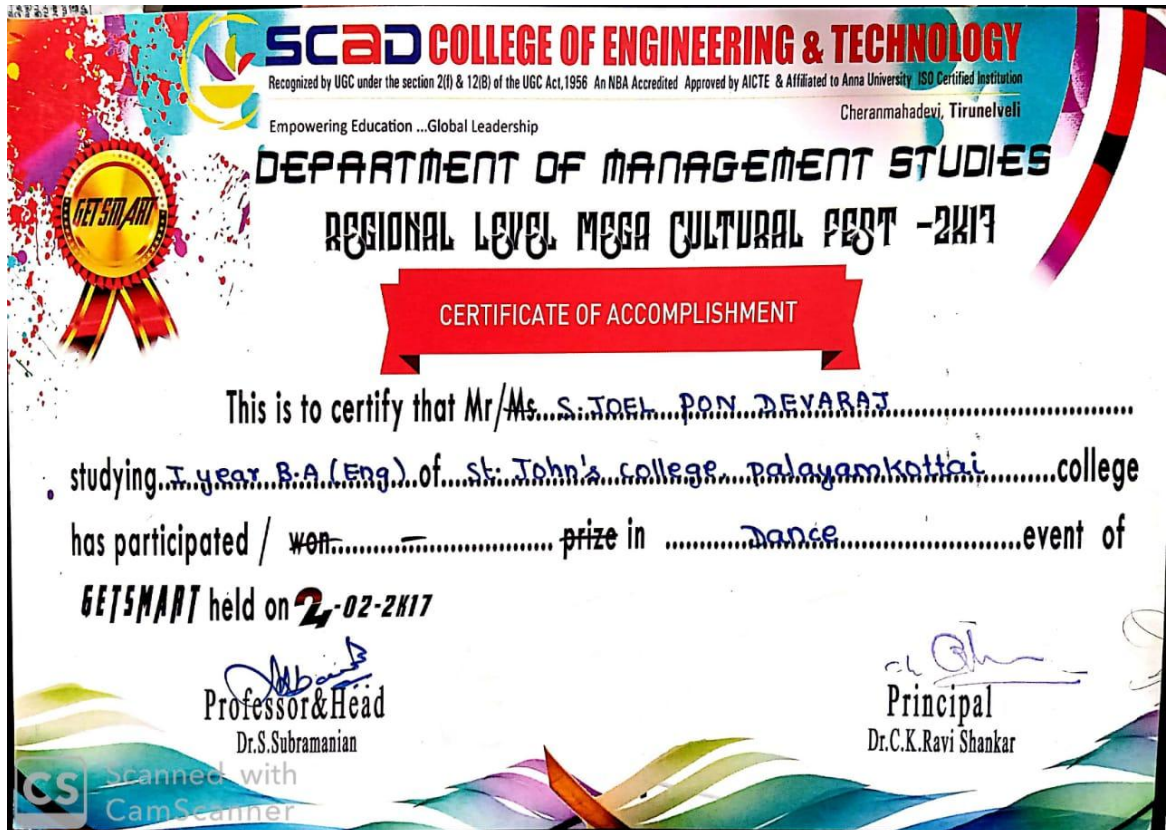 SCAD COLLEGE OF ENGINEERING & TECHNOLOGY
Recognized by UGC under the section 2(f) & 12(B) of the UGC Act,1956 An NBA Accredited Approved by AICTE & Affiliated to Anna University ISO Certified Institution
Cheranmahadevi, Tirunelveli
Empowering Education ...Global Leadership
DEPARTMENT OF MANAGEMENT STUDIES
GETSMART
REGIONAL LEVEL MEGA CULTURAL FEST -2K17
CERTIFICATE OF ACCOMPLISHMENT
This is to certify that Mr/Ms...S.JOEL PON DEVARAJ
studying..I year B.A (Eng)..of....St. John's college, palayamkottai..........college
has participated / won............–.................. prize in ............Dance........................event of
GETSMART held on -02-2K17
Professor&Head
Dr.S.Subramanian
Principal
Dr.C.K.Ravi Shankar
CS Scanned with
CamScanner